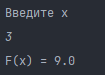 Введите x
3
F(x) = 9.0